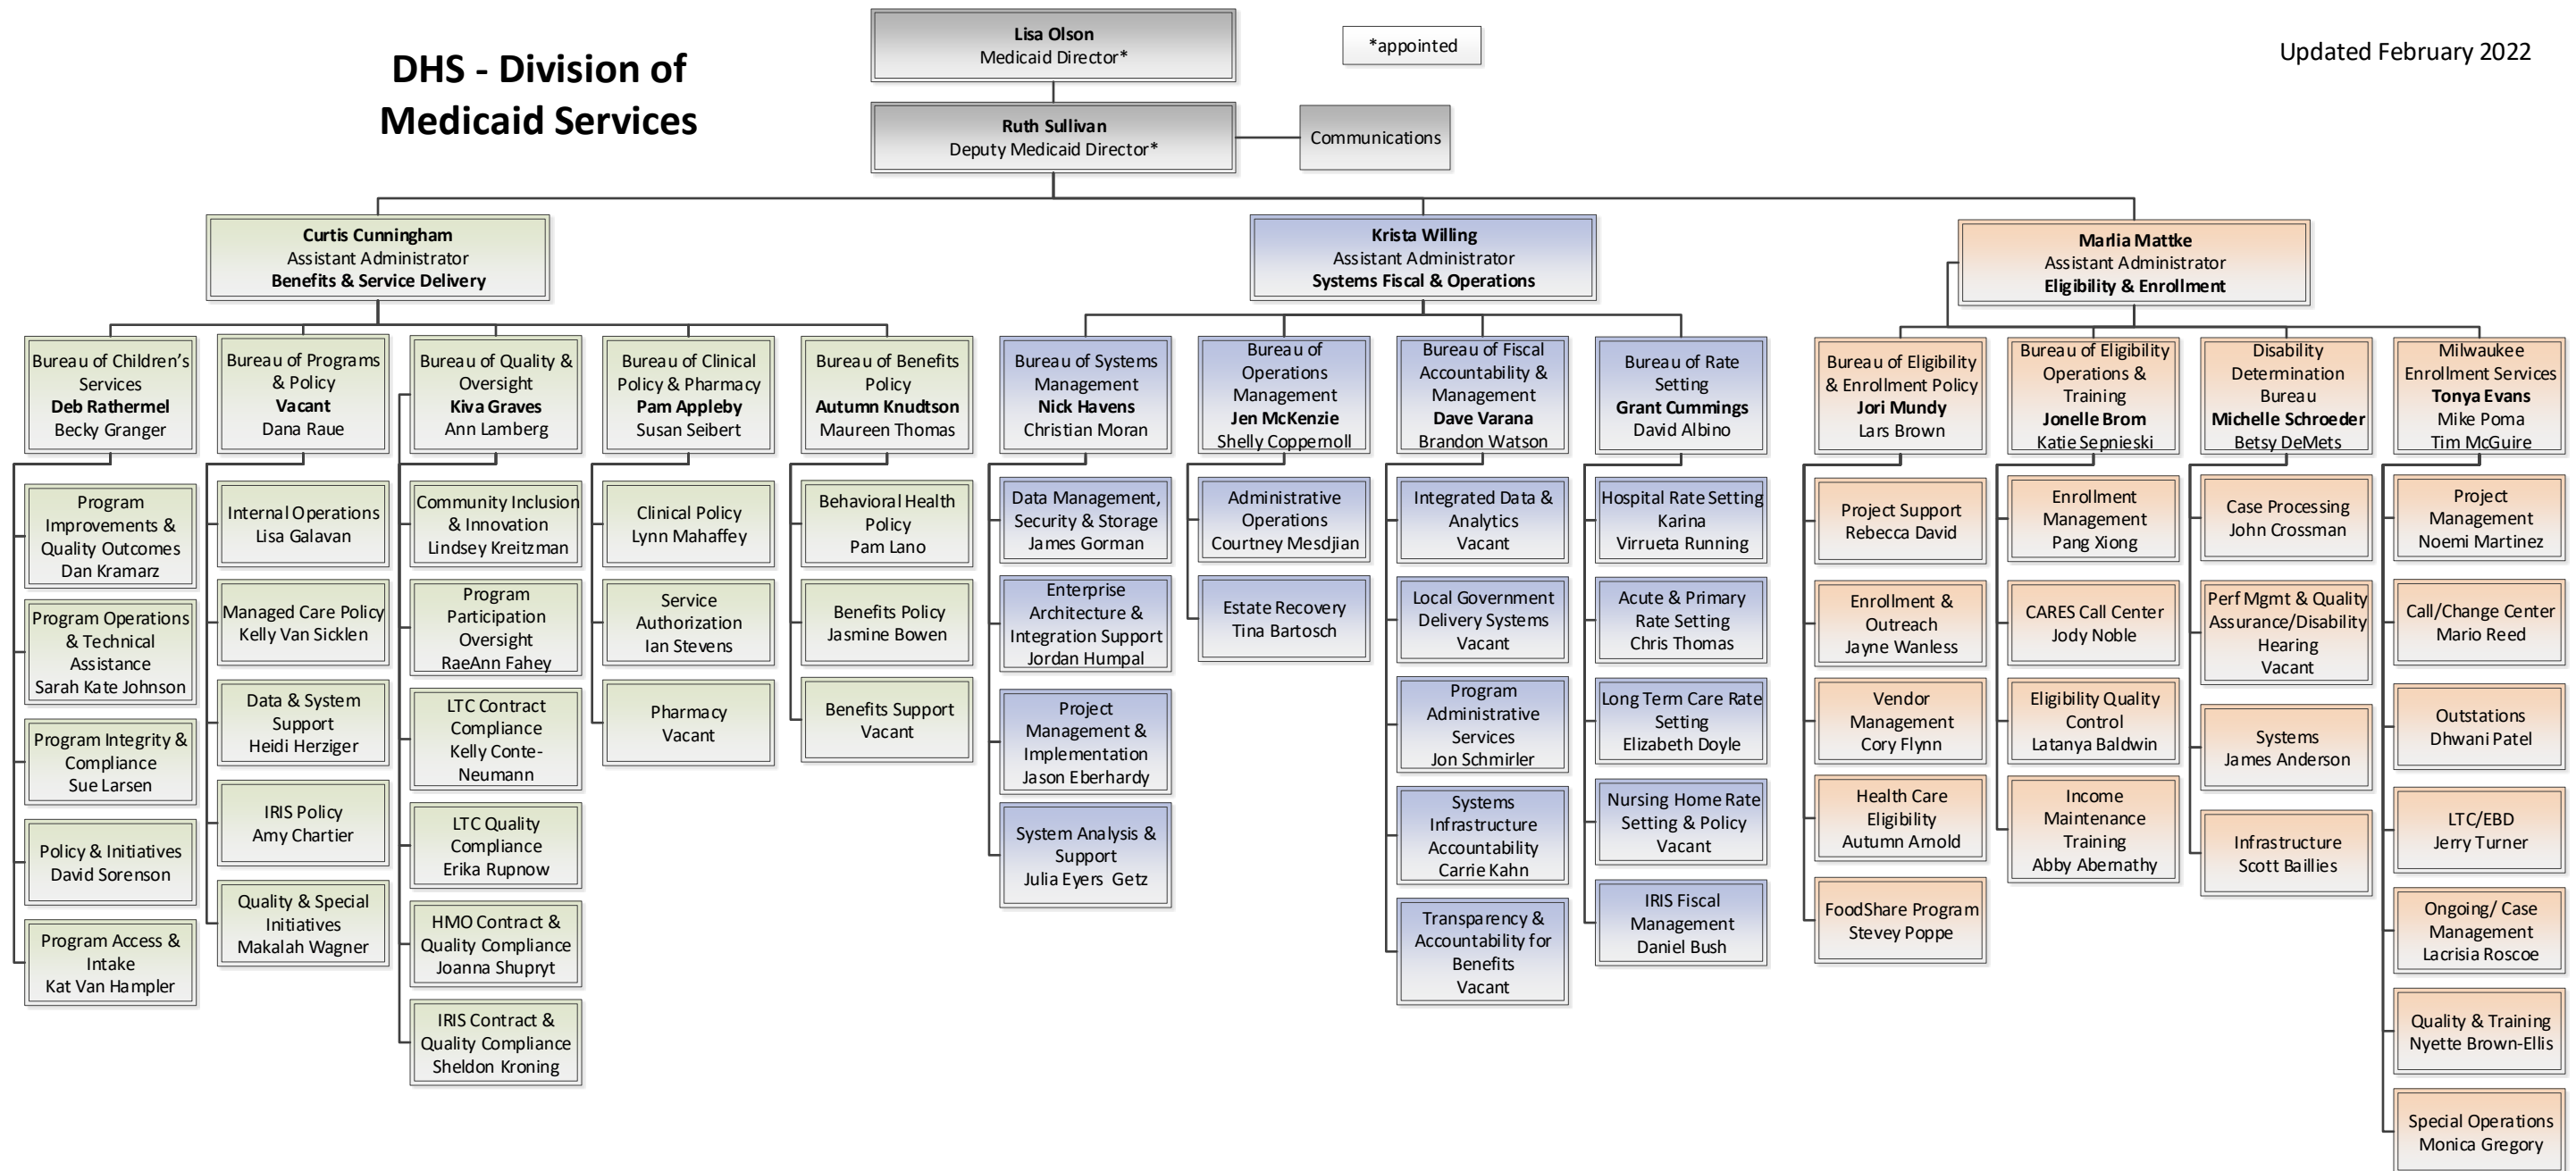 DHS - Division of
Medicaid Services
Lisa Olson
Medicaid Director*
*appointed
Updated February 2022
Ruth Sullivan
Deputy Medicaid Director*
Communications
Curtis Cunningham
Assistant Administrator
Benefits & Service Delivery
Krista Willing
Assistant Administrator
Systems Fiscal & Operations
Marlia Mattke
Assistant Administrator
Eligibility & Enrollment
Bureau of Children's
Services
Deb Rathermel
Becky Granger
Program
Improvements &
Quality Outcomes
Dan Kramarz
Program Operations
& Technical
Assistance
Sarah Kate Johnson
Program Integrity &
Compliance
Sue Larsen
Policy & Initiatives
David Sorenson
Program Access &
Intake
Kat Van Hampler
Bureau of Programs
& Policy
Vacant
Dana Raue
Internal Operations
Lisa Galavan
Managed Care Policy
Kelly Van Sicklen
Data & System
Support
Heidi Herziger
IRIS Policy
Amy Chartier
Quality & Special
Initiatives
Makalah Wagner
Bureau of Quality &
Oversight
Kiva Graves
Ann Lamberg
Community Inclusion
& Innovation
Lindsey Kreitzman
Program
Participation
Oversight
RaeAnn Fahey
LTC Contract
Compliance
Kelly Conte-
Neumann
LTC Quality
Compliance
Erika Rupnow
HMO Contract &
Quality Compliance
Joanna Shupryt
IRIS Contract &
Quality Compliance
Sheldon Kroning
Bureau of Clinical
Policy & Pharmacy
Pam Appleby
Susan Seibert
Clinical Policy
Lynn Mahaffey
Service
Authorization
Ian Stevens
Pharmacy
Vacant
Bureau of Benefits
Policy
Autumn Knudtson
Maureen Thomas
Behavioral Health
Policy
Pam Lano
Benefits Policy
Jasmine Bowen
Benefits Support
Vacant
Bureau of Systems
Management
Nick Havens
Christian Moran
Data Management,
Security & Storage
James Gorman
Enterprise
Architecture &
Integration Support
Jordan Humpal
Project
Management &
Implementation
Jason Eberhardy
System Analysis &
Support
Julia Eyers Getz
Bureau of
Operations
Management
Jen McKenzie
Shelly Coppernoll
Administrative
Operations
Courtney Mesdjian
Estate Recovery
Tina Bartosch
Bureau of Fiscal
Accountability &
Management
Dave Varana
Brandon Watson
Integrated Data &
Analytics
Vacant
Local Government
Delivery Systems
Vacant
Program
Administrative
Services
Jon Schmirler
Systems
Infrastructure
Accountability
Carrie Kahn
Transparency &
Accountability for
Benefits
Vacant
Bureau of Rate
Setting
Grant Cummings
David Albino
Hospital Rate Setting
Karina
Virrueta Running
Acute & Primary
Rate Setting
Chris Thomas
Long Term Care Rate
Setting
Elizabeth Doyle
Nursing Home Rate
Setting & Policy
Vacant
IRIS Fiscal
Management
Daniel Bush
Bureau of Eligibility
& Enrollment Policy
Jori Mundy
Lars Brown
Project Support
Rebecca David
Enrollment &
Outreach
Jayne Wanless
Vendor
Management
Cory Flynn
Health Care
Eligibility
Autumn Arnold
FoodShare Program
Stevey Poppe
Bureau of Eligibility
Operations &
Training
Jonelle Brom
Katie Sepnieski
Enrollment
Management
Pang Xiong
CARES Call Center
Jody Noble
Eligibility Quality
Control
Latanya Baldwin
Income
Maintenance
Training
Abby Abernathy
Disability
Determination
Bureau
Michelle Schroeder
Betsy DeMets
Case Processing
John Crossman
Perf Mgmt & Quality
Assurance/Disability
Hearing
Vacant
Systems
James Anderson
Infrastructure
Scott Baillies
Milwaukee
Enrollment Services
Tonya Evans
Mike Poma
Tim McGuire
Project
Management
Noemi Martinez
Call/Change Center
Mario Reed
Outstations
Dhwani Patel
LTC/EBD
Jerry Turner
Ongoing/ Case
Management
Lacrisia Roscoe
Quality & Training
Nyette Brown-Ellis
Special Operations
Monica Gregory